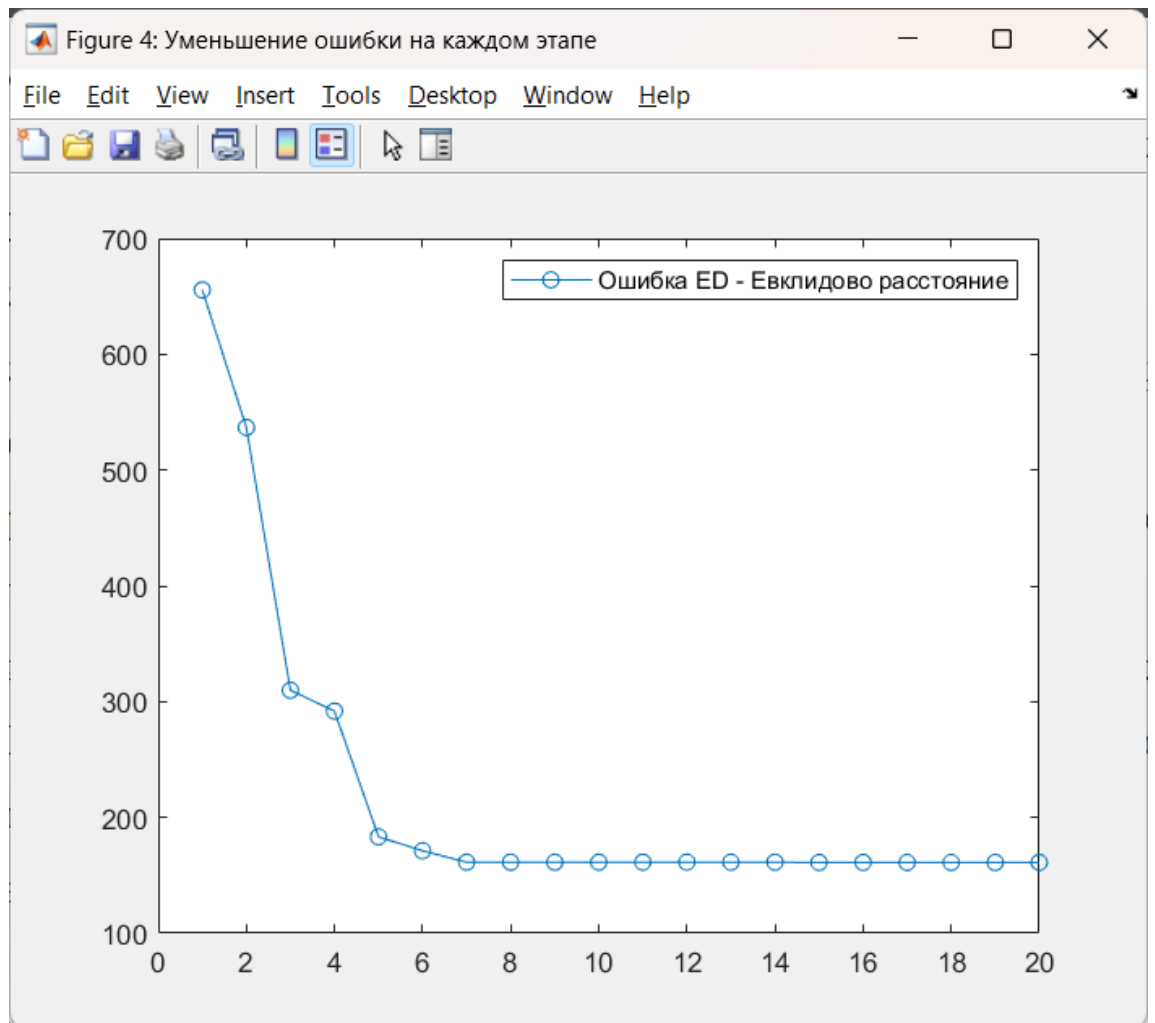 Figure 4: Уменьшение ошибки на каждом этапе
File Edit View Insert Tools Desktop Window Help
700
Ошибка ED - Евклидово расстояние
600
500
400
300
200
100
0 2 4 6 8 10 12 14 16 18 20